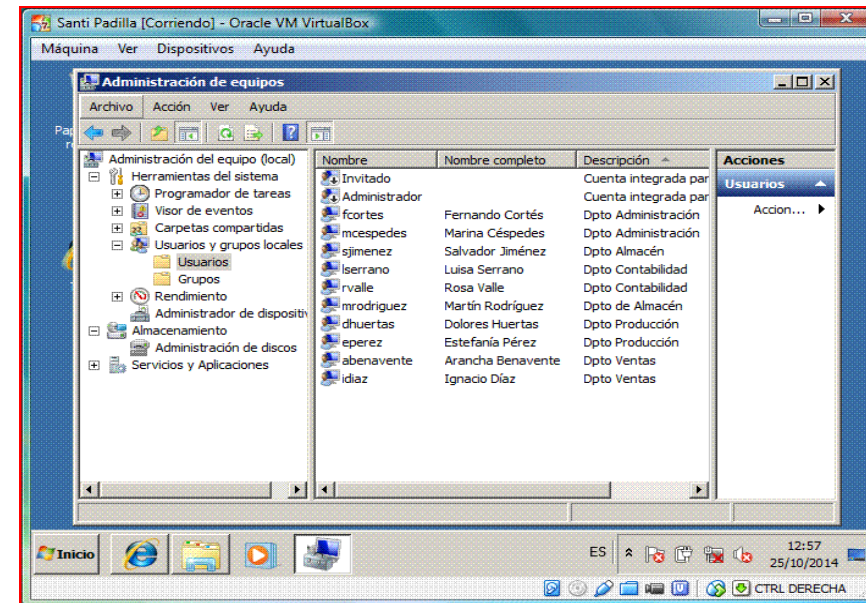 Santi Padilla [Corriendo] - Oracle VM VirtualBox
Máquina Ver Dispositivos Ayuda
Administración de equipos
Archivo Acción Ver Ayuda
Administración del equipo (local)
Herramientas del sistema
Programador de tareas
Visor de eventos
Carpetas compartidas
Usuarios y grupos locales
Usuarios
Grupos
Rendimiento
Administrador de dispositiv
Almacenamiento
Administración de discos
Servicios y Aplicaciones
Nombre Nombre completo Descripción
Invitado Cuenta integrada par
Administrador Cuenta integrada par
fcortes Fernando Cortés Dpto Administración
mcespedes Marina Céspedes Dpto Administración
sjimenez Salvador Jiménez Dpto Almacén
lserrano Luisa Serrano Dpto Contabilidad
rvalle Rosa Valle Dpto Contabilidad
mrodriguez Martín Rodríguez Dpto de Almacén
dhuertas Dolores Huertas Dpto Producción
eperez Estefanía Pérez Dpto Producción
abenavente Arancha Benavente Dpto Ventas
idiaz Ignacio Díaz Dpto Ventas
Acciones
Usuarios
Accion...
Inicio
ES
12:57
25/10/2014
CTRL DERECHA